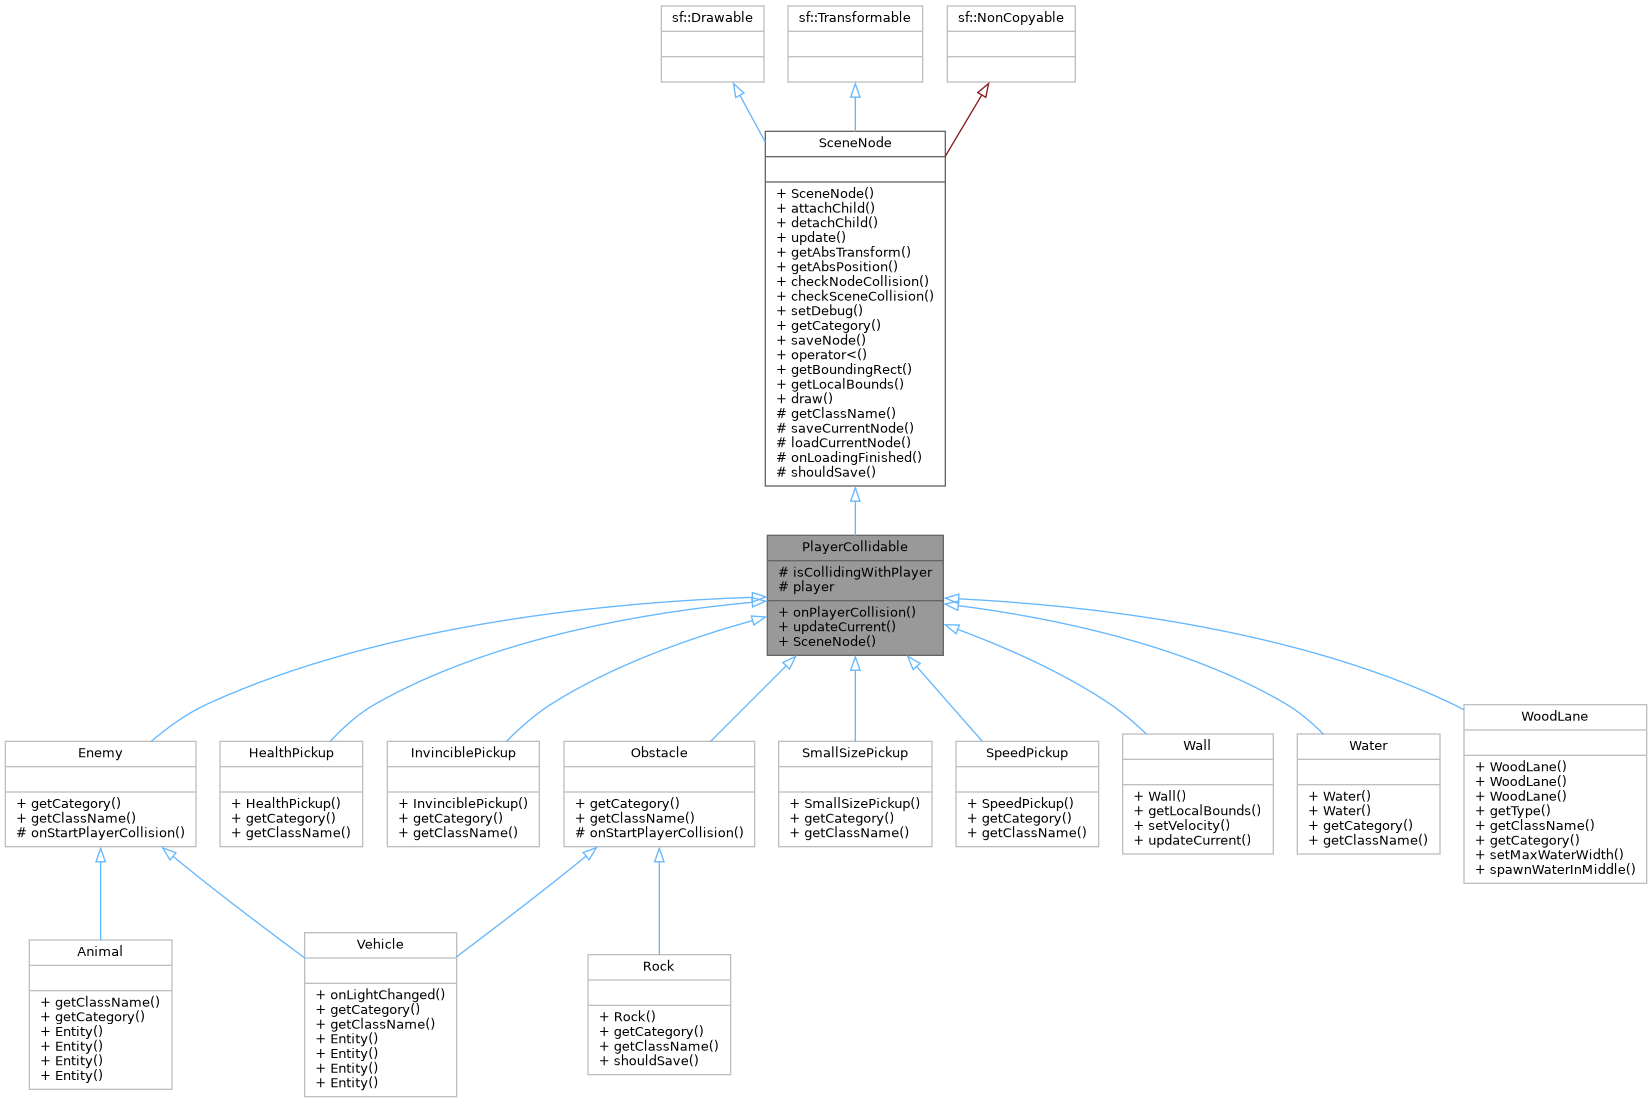 sf::Drawable
sf::Transformable
sf::NonCopyable
SceneNode
+ SceneNode()
+ attachChild()
+ detachChild()
+ update()
+ getAbsTransform()
+ getAbsPosition()
+ checkNodeCollision()
+ checkSceneCollision()
+ setDebug()
+ getCategory()
+ saveNode()
+ operator<()
+ getBoundingRect()
+ getLocalBounds()
+ draw()
# getClassName()
# saveCurrentNode()
# loadCurrentNode()
# onLoadingFinished()
# shouldSave()
PlayerCollidable
# isCollidingWithPlayer
# player
+ onPlayerCollision()
+ updateCurrent()
+ SceneNode()
Enemy
+ getCategory()
+ getClassName()
# onStartPlayerCollision()
HealthPickup
+ HealthPickup()
+ getCategory()
+ getClassName()
InvinciblePickup
+ InvinciblePickup()
+ getCategory()
+ getClassName()
Obstacle
+ getCategory()
+ getClassName()
# onStartPlayerCollision()
SmallSizePickup
+ SmallSizePickup()
+ getCategory()
+ getClassName()
SpeedPickup
+ SpeedPickup()
+ getCategory()
+ getClassName()
Wall
+ Wall()
+ getLocalBounds()
+ setVelocity()
+ updateCurrent()
Water
+ Water()
+ Water()
+ getCategory()
+ getClassName()
WoodLane
+ WoodLane()
+ WoodLane()
+ WoodLane()
+ getType()
+ getClassName()
+ getCategory()
+ setMaxWaterWidth()
+ spawnWaterInMiddle()
Animal
+ getClassName()
+ getCategory()
+ Entity()
+ Entity()
+ Entity()
+ Entity()
Vehicle
+ onLightChanged()
+ getCategory()
+ getClassName()
+ Entity()
+ Entity()
+ Entity()
+ Entity()
Rock
+ Rock()
+ getCategory()
+ getClassName()
+ shouldSave()